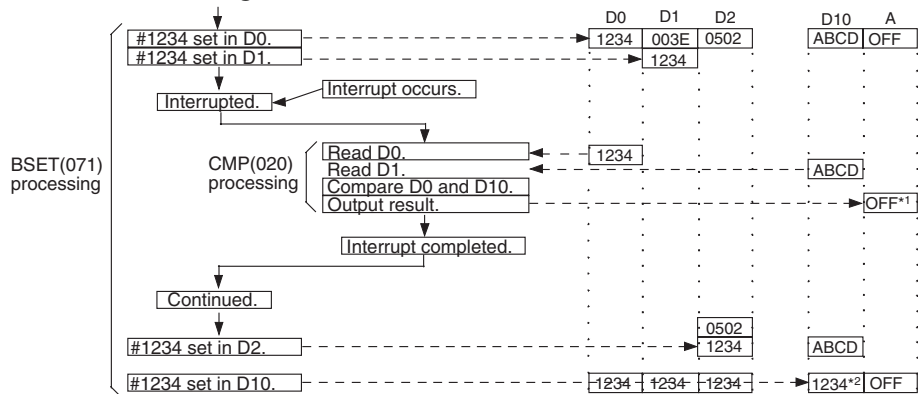 D0 D1 D2 D10 A
#1234 set in D0. 1234 003E 0502 ABCD OFF
#1234 set in D1. 1234
Interrupt occurs.
Interrupted.
BSET(071)
processing
CMP(020)
processing
Read D0. 1234
Read D1. ABCD
Compare D0 and D10.
Output result. OFF*1
Interrupt completed.
Continued.
0502
#1234 set in D2. 1234 ABCD
#1234 set in D10. 1234 1234 1234 1234*2 OFF